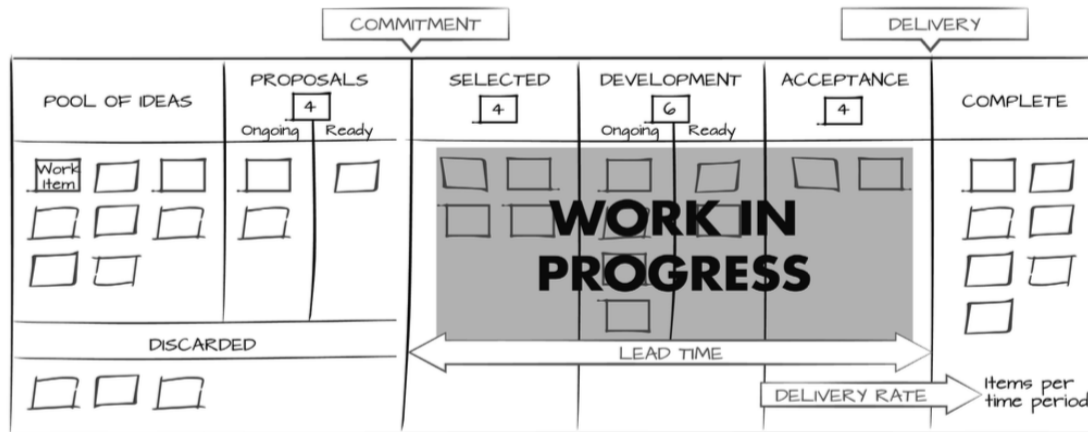 COMMITMENT
DELIVERY
POOL OF IDEAS
PROPOSALS
4
Ongoing
Ready
SELECTED
4
DEVELOPMENT
6
Ongoing
Ready
ACCEPTANCE
4
COMPLETE
Work
Item
WORK IN
PROGRESS
DISCARDED
LEAD TIME
DELIVERY RATE
Items per
time period